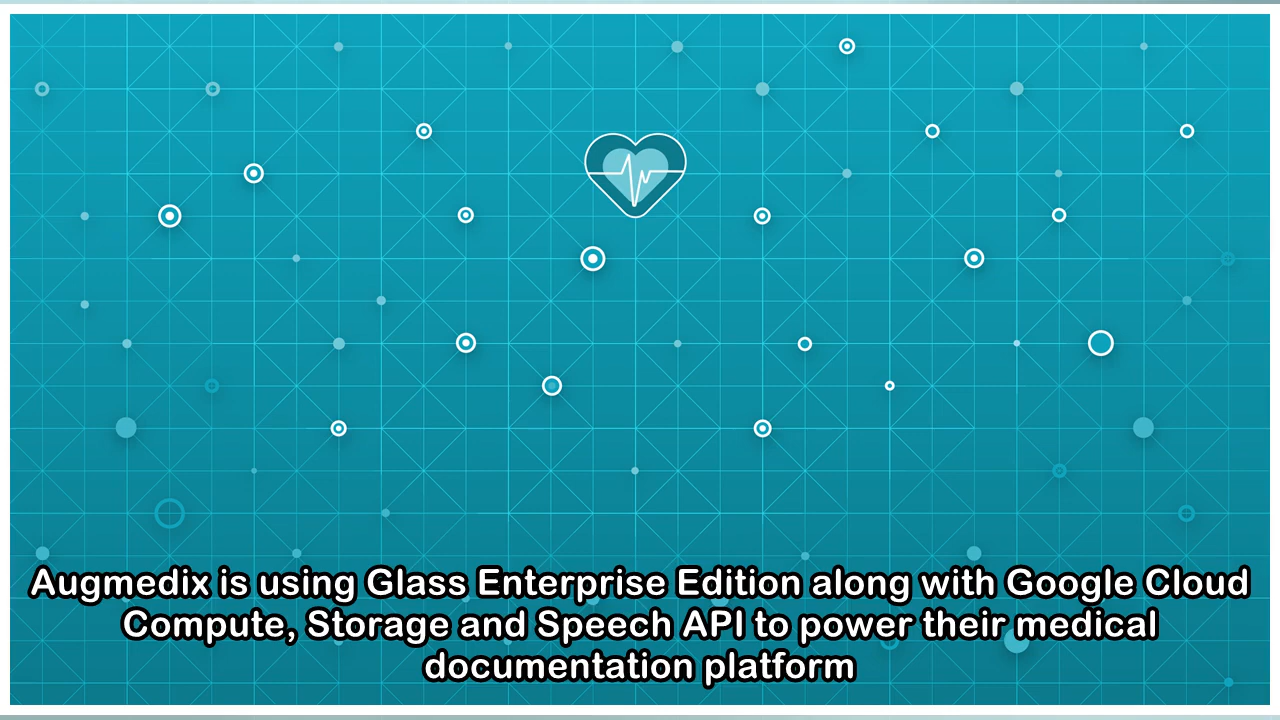 Augmedix is using Glass Enterprise Edition along with Google Cloud
Compute, Storage and Speech API to power their medical
documentation platform